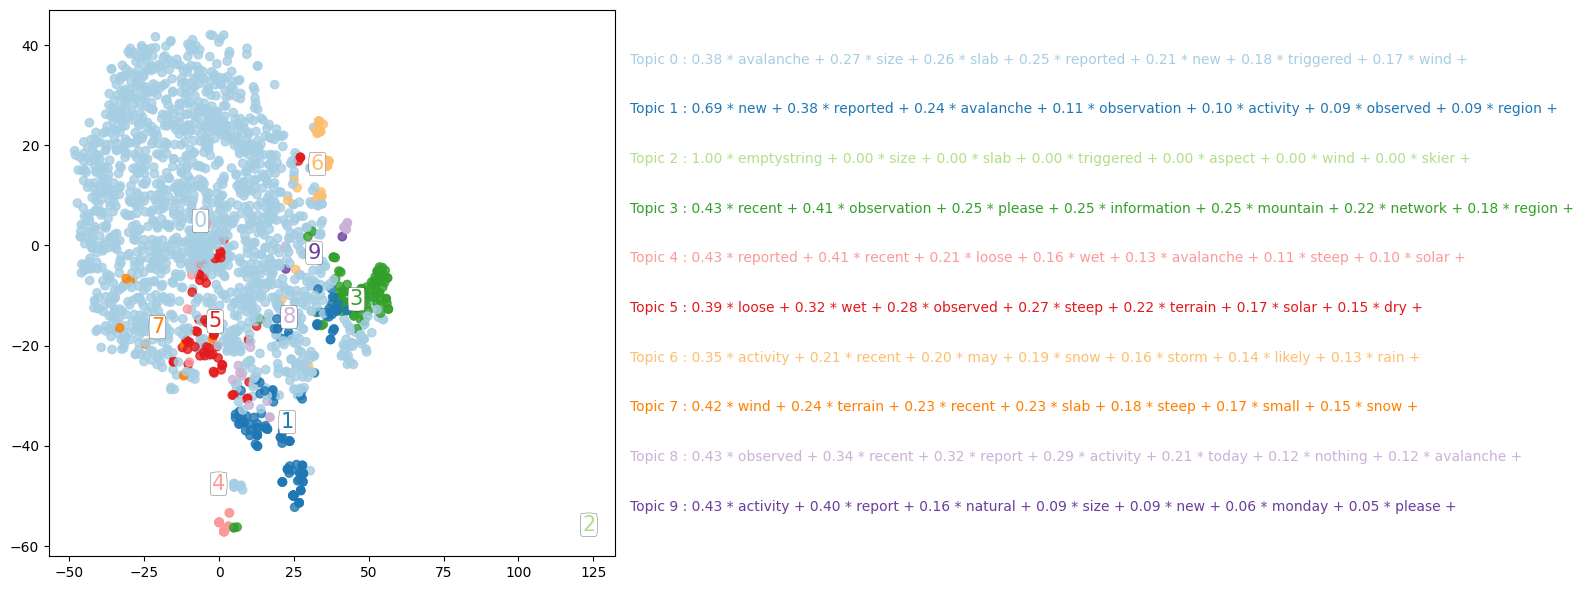 40
20
0
−20
−40
−60
−50
−25
0
25
50
75
100
125
0
1
2
3
4
5
6
7
8
9
Topic 0 : 0.38 * avalanche + 0.27 * size + 0.26 * slab + 0.25 * reported + 0.21 * new + 0.18 * triggered + 0.17 * wind +
Topic 1 : 0.69 * new + 0.38 * reported + 0.24 * avalanche + 0.11 * observation + 0.10 * activity + 0.09 * observed + 0.09 * region +
Topic 2 : 1.00 * emptystring + 0.00 * size + 0.00 * slab + 0.00 * triggered + 0.00 * aspect + 0.00 * wind + 0.00 * skier +
Topic 3 : 0.43 * recent + 0.41 * observation + 0.25 * please + 0.25 * information + 0.25 * mountain + 0.22 * network + 0.18 * region +
Topic 4 : 0.43 * reported + 0.41 * recent + 0.21 * loose + 0.16 * wet + 0.13 * avalanche + 0.11 * steep + 0.10 * solar +
Topic 5 : 0.39 * loose + 0.32 * wet + 0.28 * observed + 0.27 * steep + 0.22 * terrain + 0.17 * solar + 0.15 * dry +
Topic 6 : 0.35 * activity + 0.21 * recent + 0.20 * may + 0.19 * snow + 0.16 * storm + 0.14 * likely + 0.13 * rain +
Topic 7 : 0.42 * wind + 0.24 * terrain + 0.23 * recent + 0.23 * slab + 0.18 * steep + 0.17 * small + 0.15 * snow +
Topic 8 : 0.43 * observed + 0.34 * recent + 0.32 * report + 0.29 * activity + 0.21 * today + 0.12 * nothing + 0.12 * avalanche +
Topic 9 : 0.43 * activity + 0.40 * report + 0.16 * natural + 0.09 * size + 0.09 * new + 0.06 * monday + 0.05 * please +